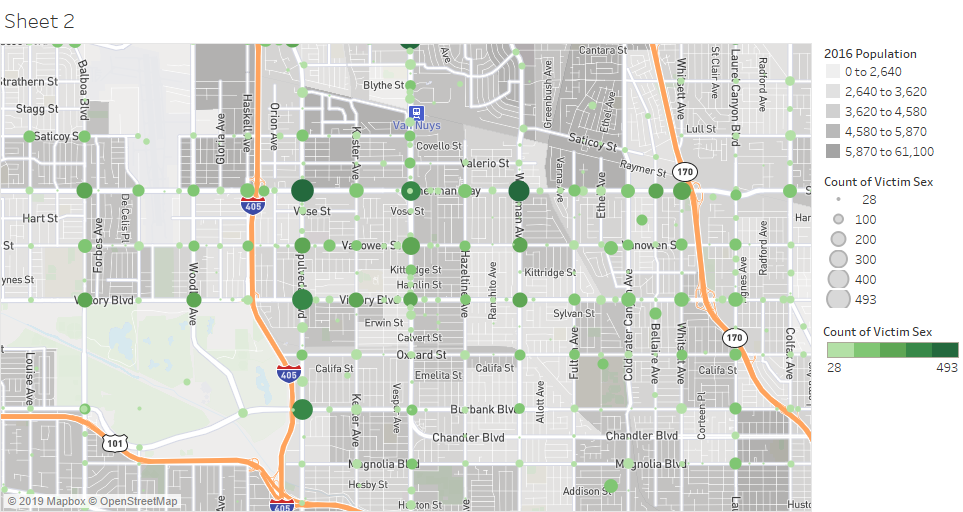 Sheet 2
Cantara St
Strathern St
Balboa Blvd
Blythe St
Ave
Whitsett Ave
St Clair Ave
Laurel Canyon Blvd
Radford Ave
Stagg St
Haskell Ave
Orion Ave
Gloria Ave
Greenbush Ave
Ethel Ave
Van Nuys
Lull St
Saticoy St
Kester Ave
Covello St
Saticoy St
Valerio St
Raymer St
170
Varna Ave
405
Hart St
De Celis Pl
Vose St
Vose St
Ethel Ave
Har
Forbes Ave
St
Vanowen St
Radford Ave
Kittridge St
Kittridge St
Hazeltine Ave
Ranchito Ave
ynes St
Hamlin St
Victory Blvd
Victory Blvd
Sylvan St
Erwin St
Calvert St
170
Oxnard St
Fulton Ave
Bellaire Ave
Whitsett Ave
Colfax Ave
Louise Ave
405
Califa St
Emelita St
Califa St
Califa St
Allott Ave
Burbank Blvd
Corteen Pl
101
Chandler Blvd
Chandler Blvd
Magnolia Blvd
Magnolia Blvd
Hesby St
Addison St
405
Huston St
Ave
Husto
© 2019 Mapbox © OpenStreetMap
2016 Population
0 to 2,640
2,640 to 3,620
3,620 to 4,580
4,580 to 5,870
5,870 to 61,100
Count of Victim Sex
28
100
200
300
400
493
Count of Victim Sex
28 493